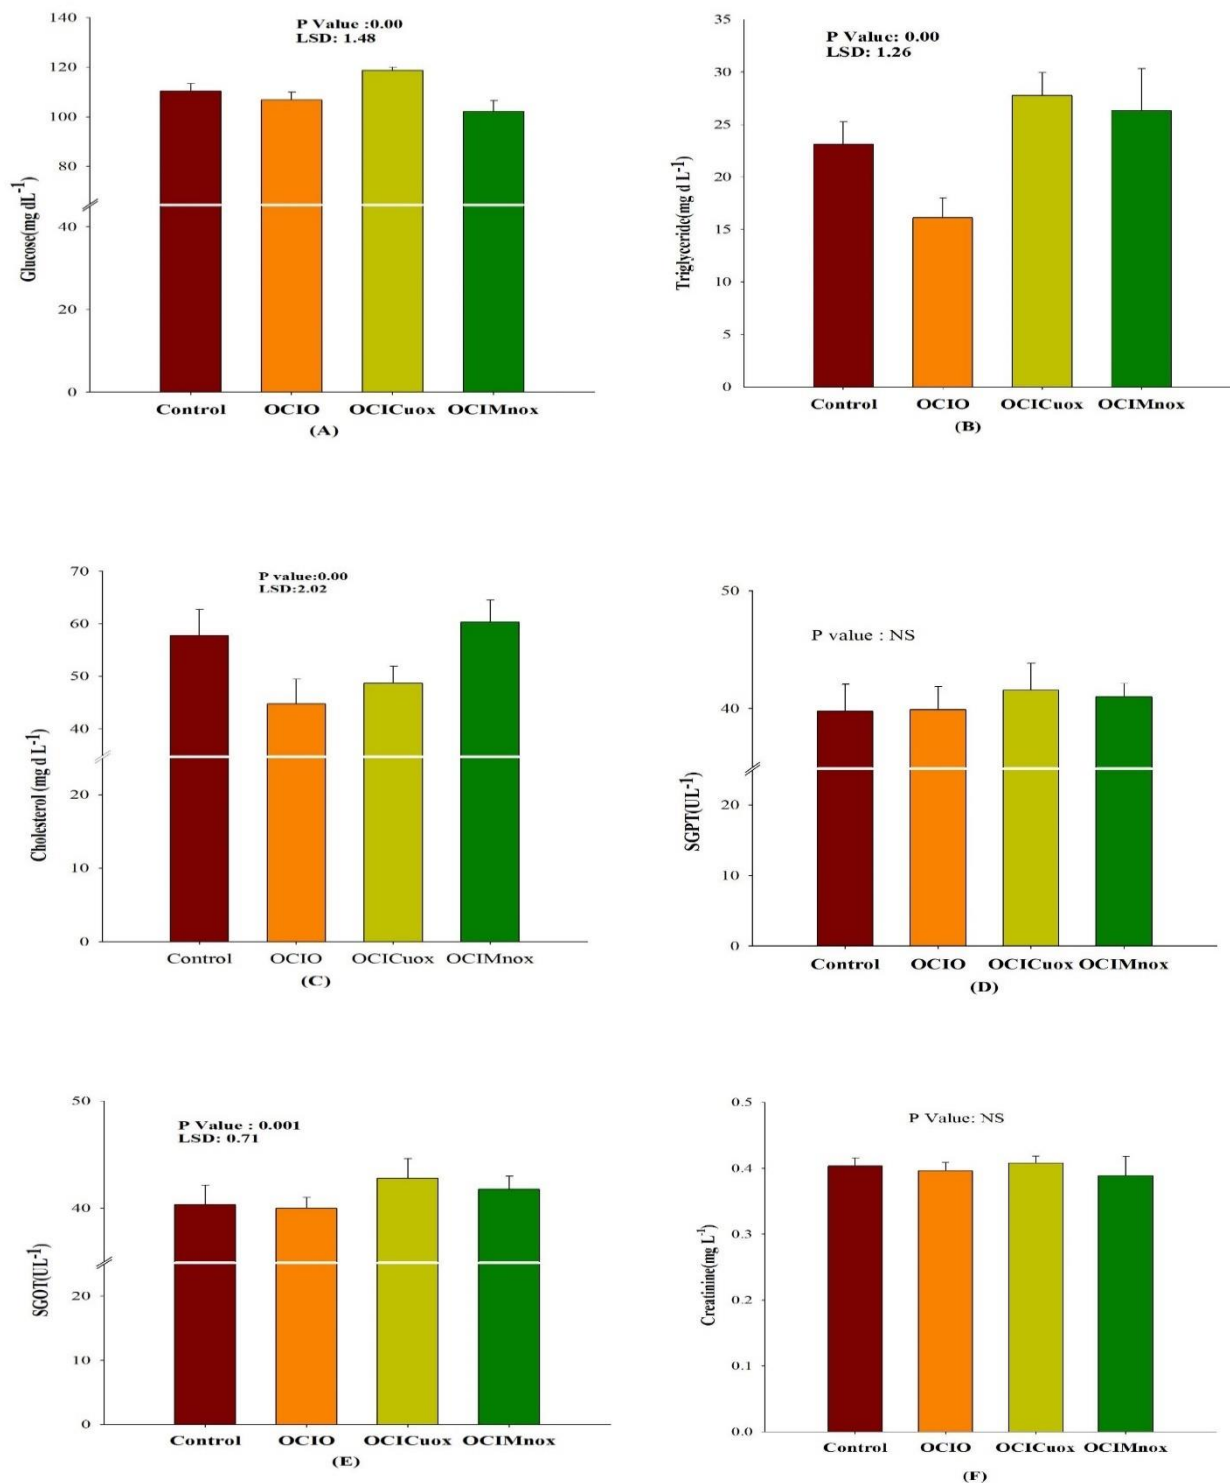 140
120
100
80
40
20
0
Glucose(mg dL-1)
P Value :0.00
LSD: 1.48
Control OCIO OCICuox OCIMnox
(A)
35
30
25
20
15
10
5
0
Triglyceride(mg d L-1)
P Value: 0.00
LSD: 1.26
Control OCIO OCICuox OCIMnox
(B)
70
60
50
40
20
10
0
Cholesterol (mg d L-1)
P value:0.00
LSD:2.02
Control OCIO OCICuox OCIMnox
(C)
50
40
20
10
0
SGPT(UL-1)
P value : NS
Control OCIO OCICuox OCIMnox
(D)
50
40
20
10
0
SGOT(UL-1)
P Value : 0.001
LSD: 0.71
Control OCIO OCICuox OCIMnox
(E)
0.5
0.4
0.3
0.2
0.1
0.0
Creatinine(mg L-1)
P Value: NS
Control OCIO OCICuox OCIMnox
(F)